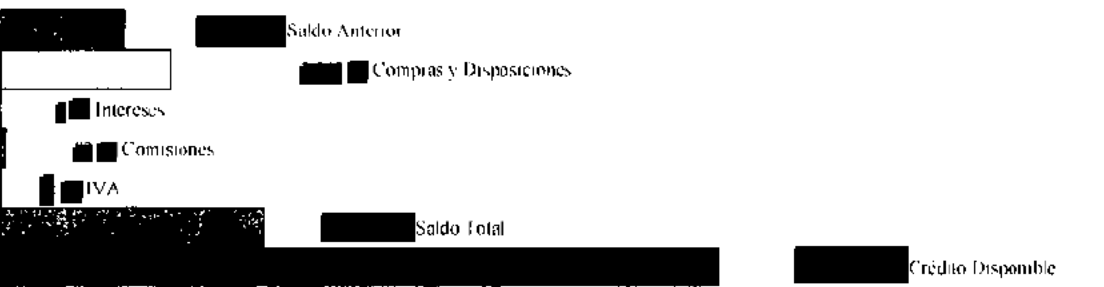 Saldo Anterior
Compras y Disposiciones
Intereses
Comisiones
IVA
Saldo Total
Crédito Disponible